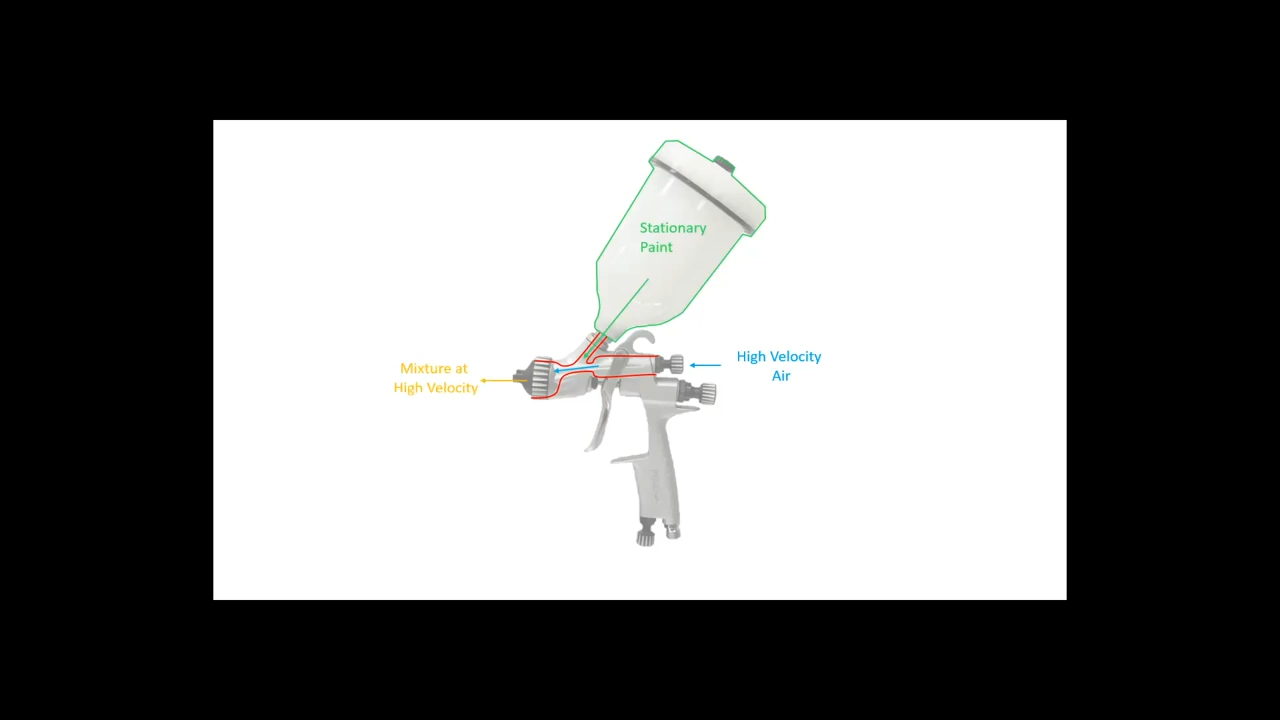 Stationary
Paint
High Velocity
Air
Mixture at
High Velocity